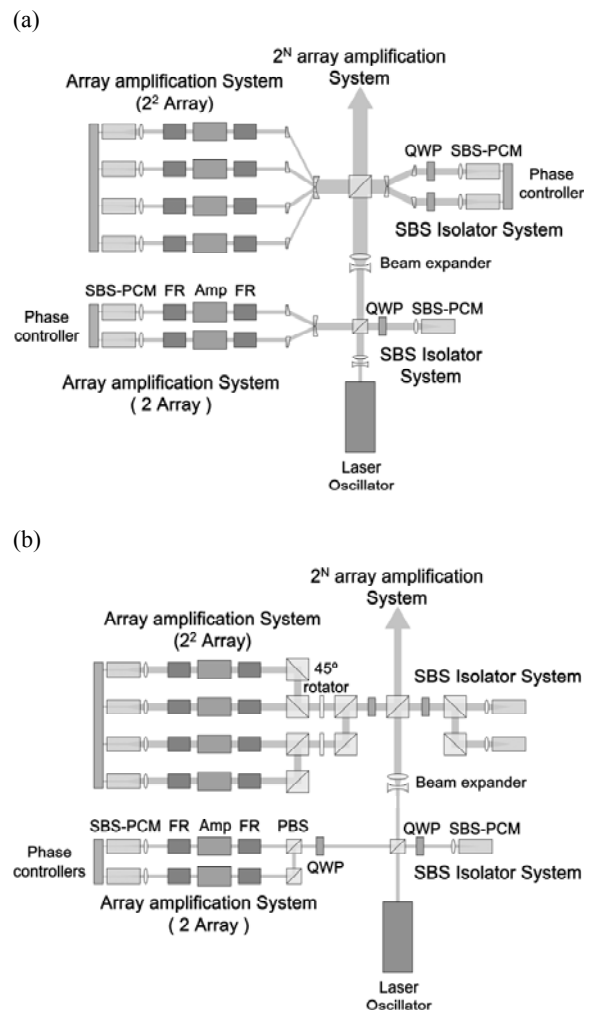 (a)
2ᴺ array amplification
System
Array amplification System
(2² Array)
QWP SBS-PCM
Phase
controller
SBS Isolator System
Beam expander
SBS-PCM FR Amp FR
QWP
SBS-PCM
Phase
controller
SBS Isolator
System
Array amplification System
( 2 Array )
Laser
Oscillator
(b)
2ᴺ array amplification
System
Array amplification System
(2² Array)
45º
rotator
SBS Isolator System
Beam expander
SBS-PCM FR Amp FR PBS
QWP SBS-PCM
Phase
controllers
QWP
SBS Isolator System
Array amplification System
( 2 Array )
Laser
Oscillator